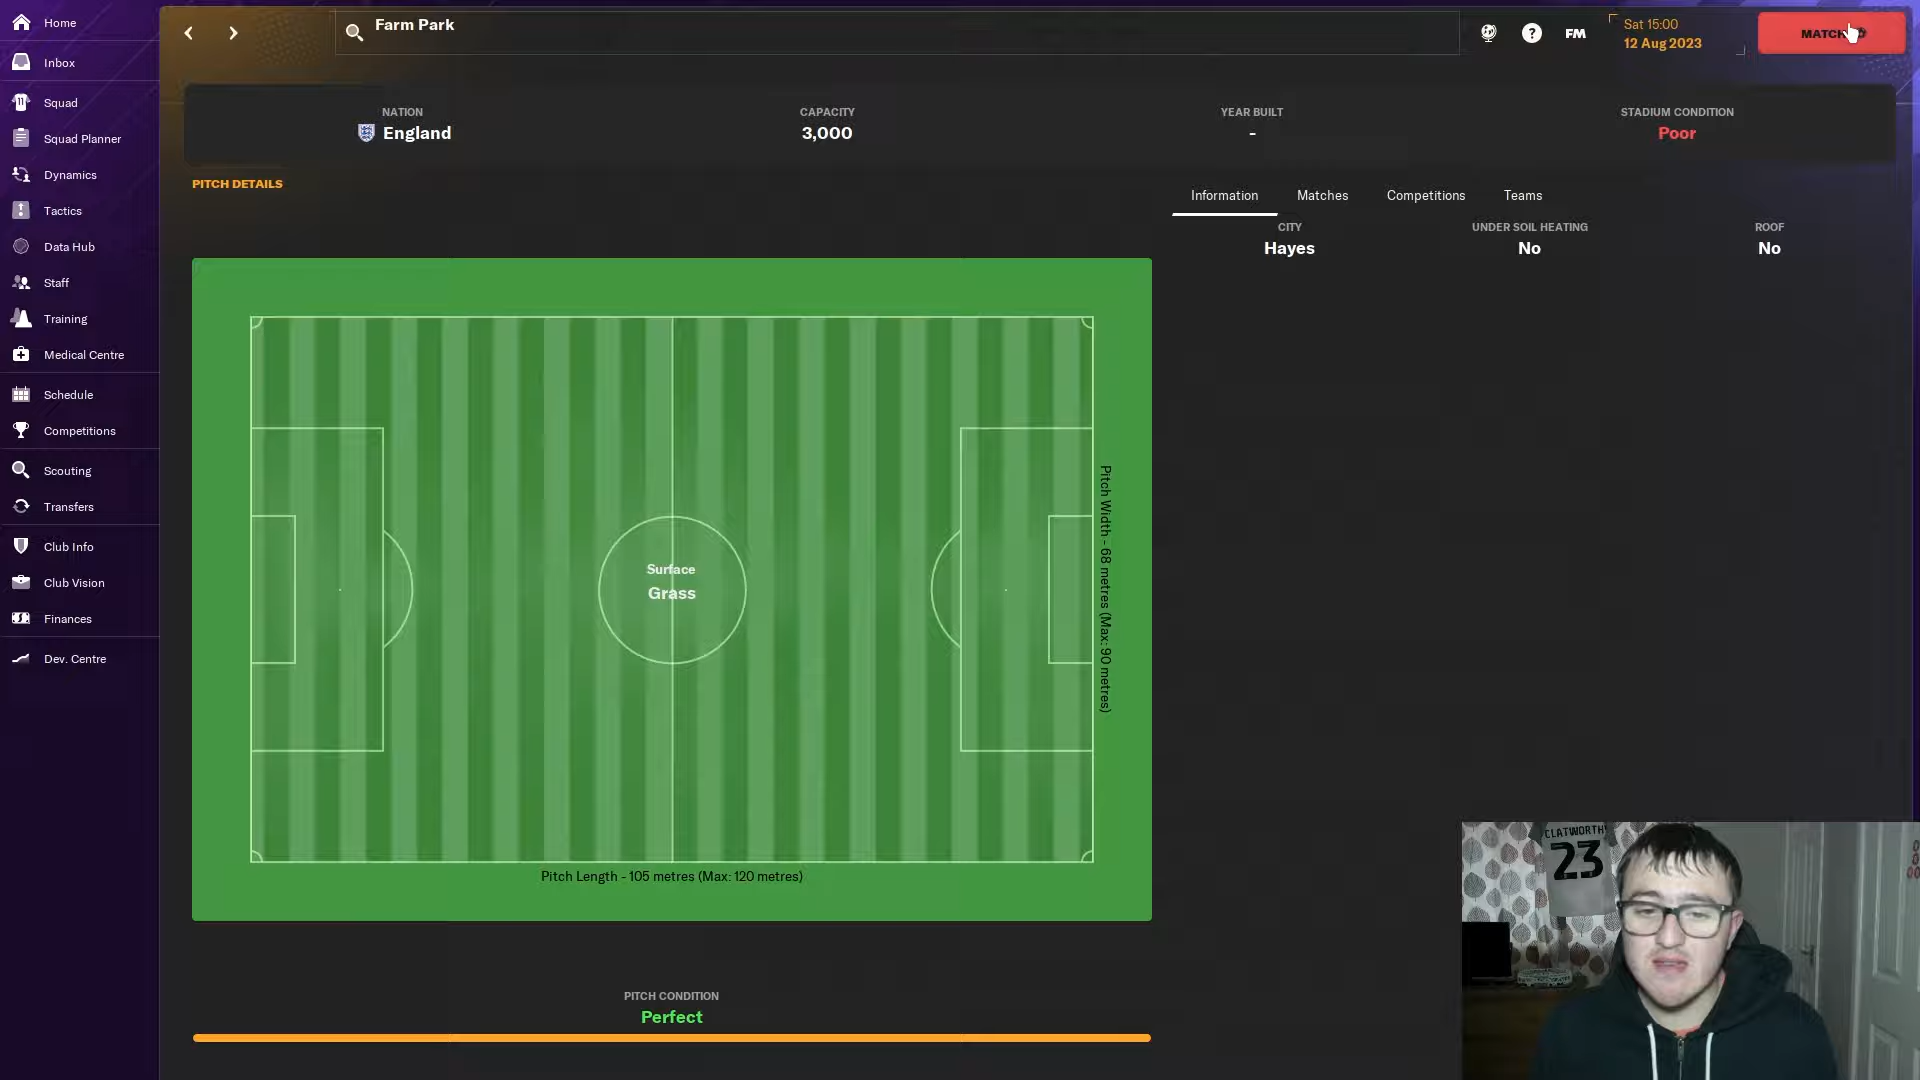 Home
Inbox
Squad
Squad Planner
Dynamics
Tactics
Data Hub
Staff
Training
Medical Centre
Schedule
Competitions
Scouting
Transfers
Club Info
Club Vision
Finances
Dev. Centre
Farm Park
FM
Sat 15:00
12 Aug 2023
NATION
England
CAPACITY
3,000
YEAR BUILT
-
STADIUM CONDITION
Poor
PITCH DETAILS
Information Matches Competitions Teams
CITY
Hayes
UNDER SOIL HEATING
No
ROOF
No
Surface
Grass
Pitch Width - 68 metres (Max: 90 metres)
Pitch Length - 105 metres (Max: 120 metres)
PITCH CONDITION
Perfect
CLATWORTHY
23